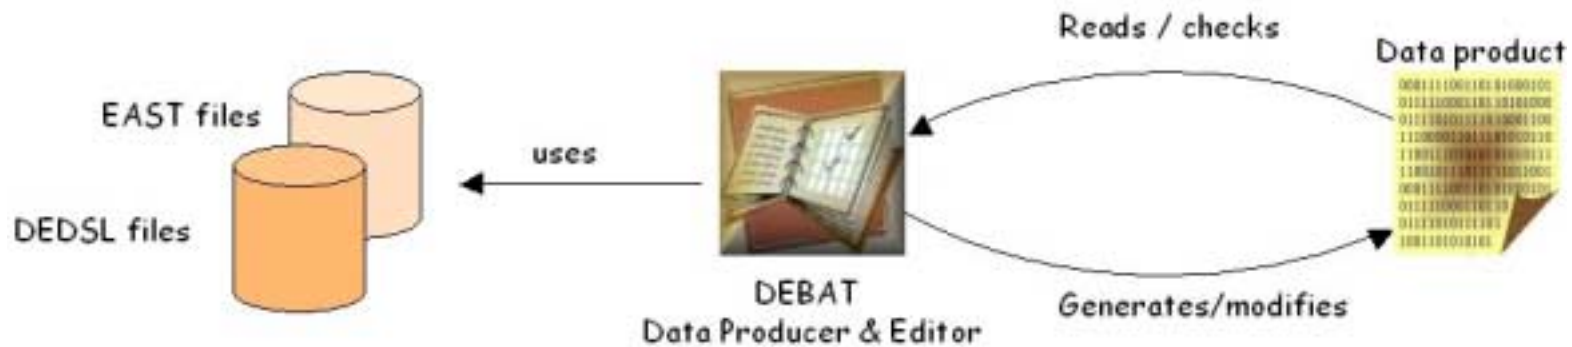 Reads / checks
Data product
EAST files
uses
DEDSL files
DEBAT
Data Producer & Editor
Generates/modifies